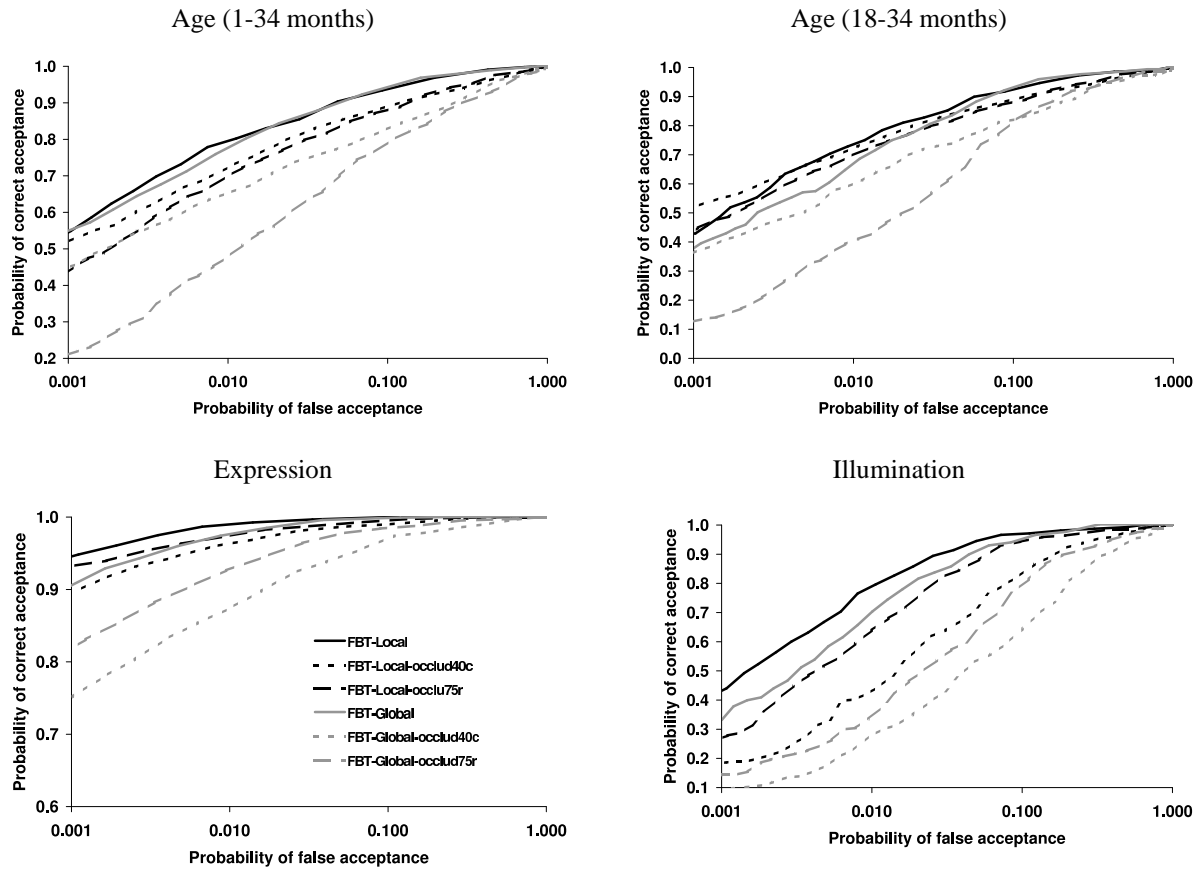 Age (1-34 months)
Age (18-34 months)
Probability of correct acceptance
1.0
0.9
0.8
0.7
0.6
0.5
0.4
0.3
0.2
0.001
0.010
0.100
1.000
Probability of false acceptance
Probability of correct acceptance
1.0
0.9
0.8
0.7
0.6
0.5
0.4
0.3
0.2
0.1
0.0
0.001
0.010
0.100
1.000
Probability of false acceptance
Expression
Illumination
Probability of correct acceptance
1.0
0.9
0.8
0.7
0.6
FBT-Local
FBT-Local-occlud40c
FBT-Local-occlu75r
FBT-Global
FBT-Global-occlud40c
FBT-Global-occlud75r
0.001
0.010
0.100
1.000
Probability of false acceptance
Probability of correct acceptance
1.0
0.9
0.8
0.7
0.6
0.5
0.4
0.3
0.2
0.1
0.001
0.010
0.100
1.000
Probability of false acceptance